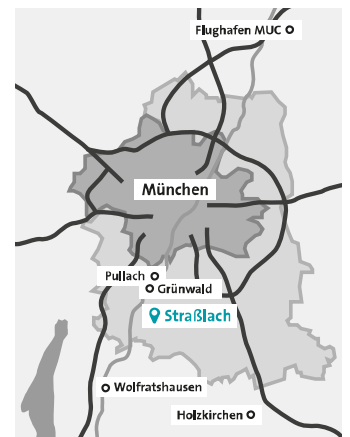 Flughafen MUC
München
Pullach
Grünwald
Straßlach
Wolfratshausen
Holzkirchen